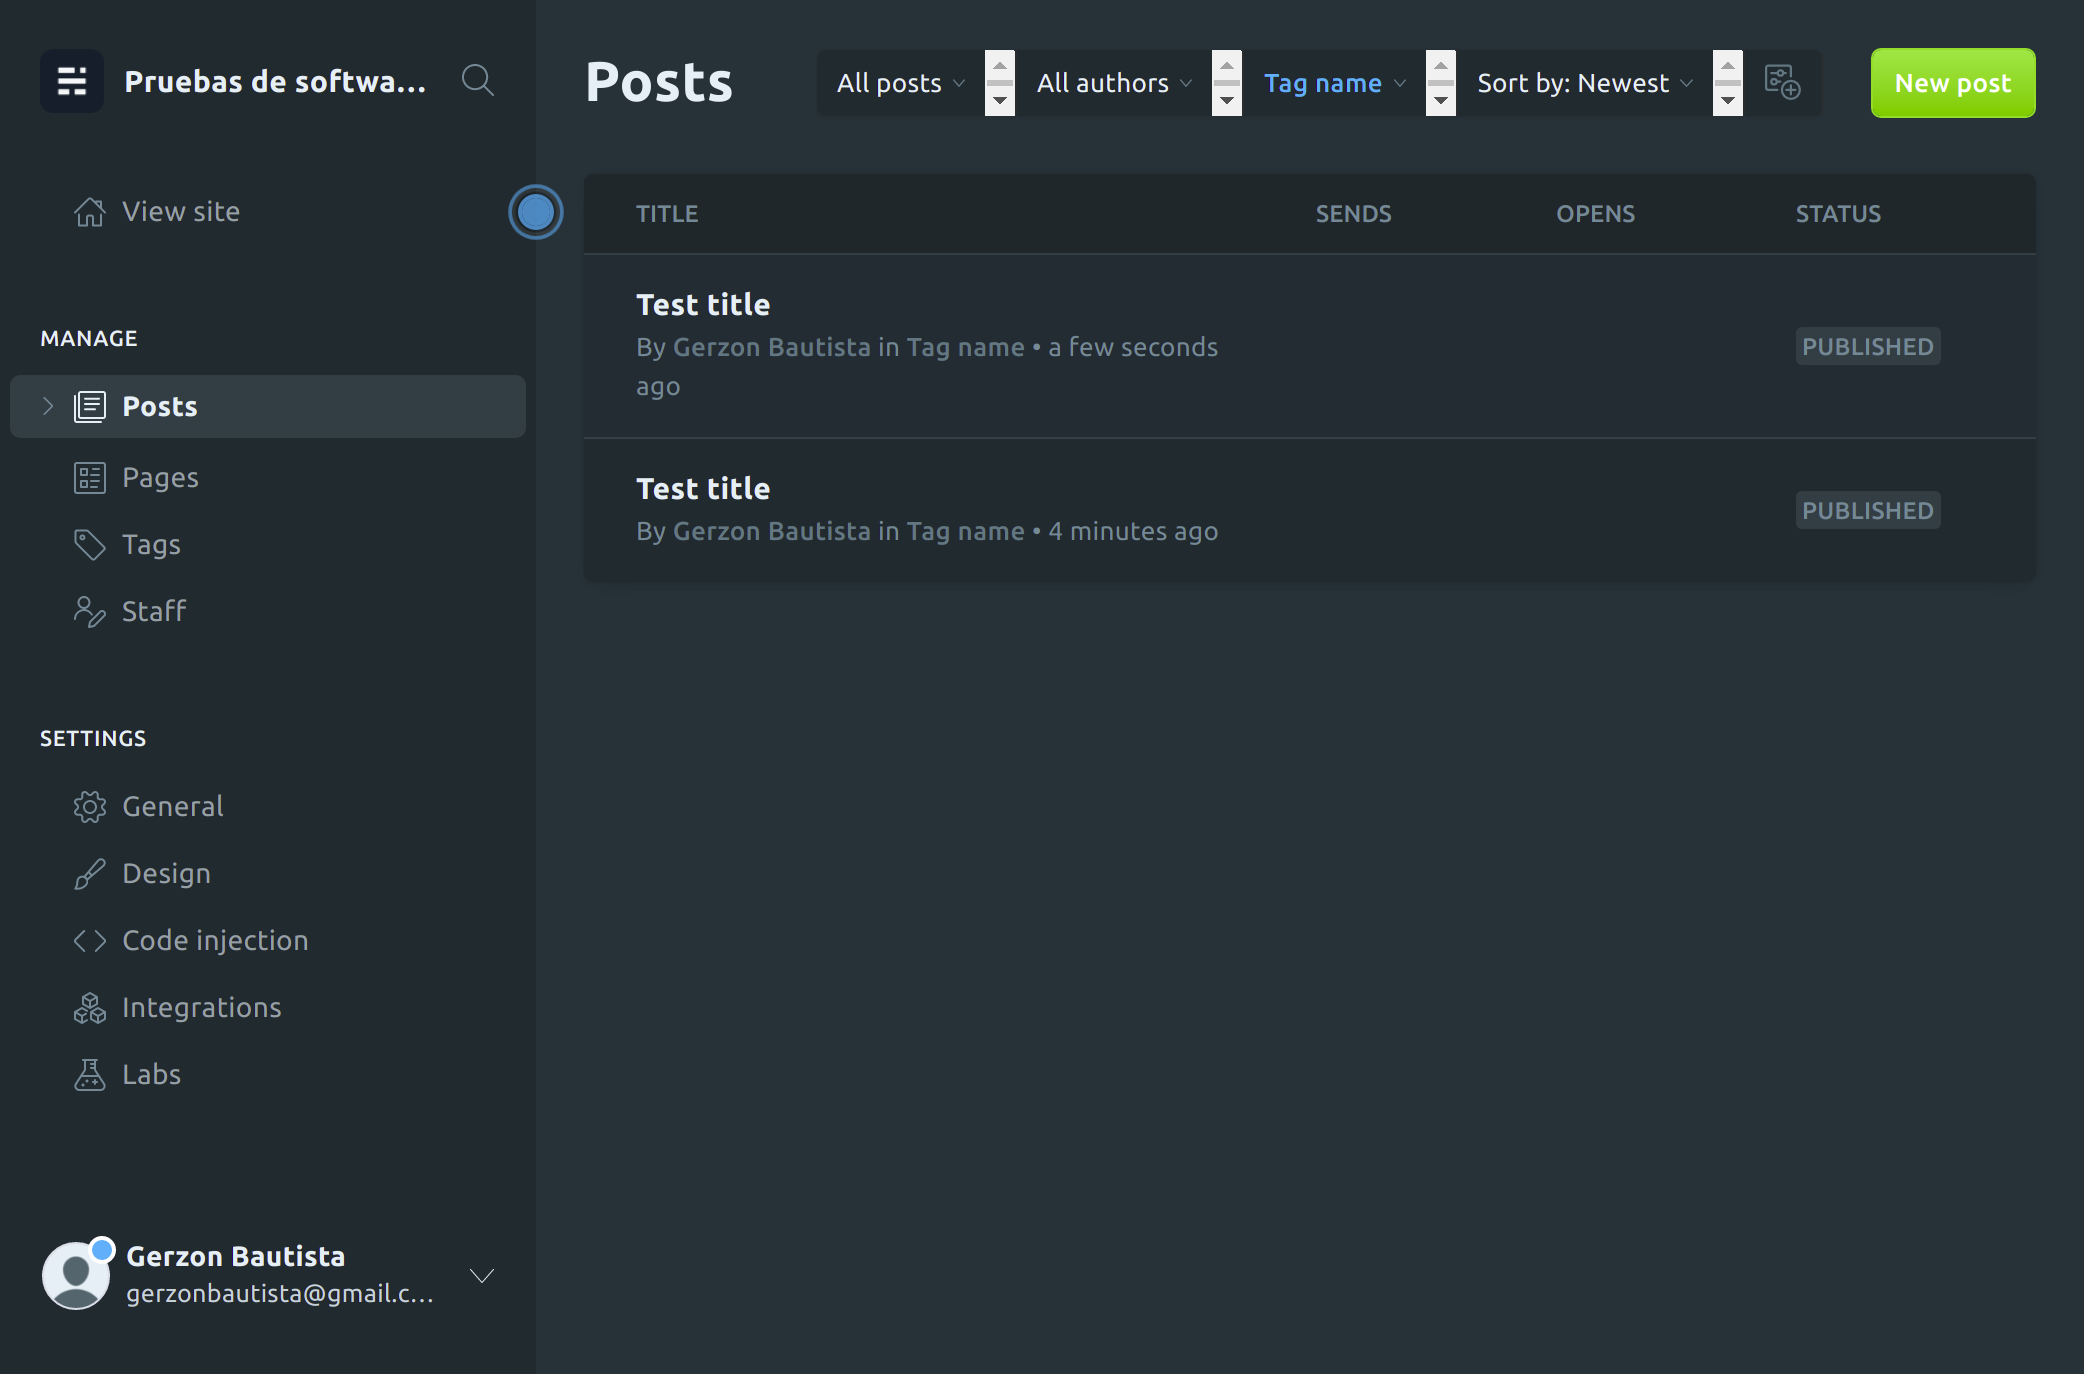 Pruebas de softwa...
View site
MANAGE
Posts
Pages
Tags
Staff
SETTINGS
General
Design
Code injection
Integrations
Labs
Gerzon Bautista
gerzonbautista@gmail.c...
Posts
All posts
All authors
Tag name
Sort by: Newest
New post
TITLE SENDS OPENS STATUS
Test title
By Gerzon Bautista in Tag name • a few seconds
ago
PUBLISHED
Test title
By Gerzon Bautista in Tag name • 4 minutes ago
PUBLISHED